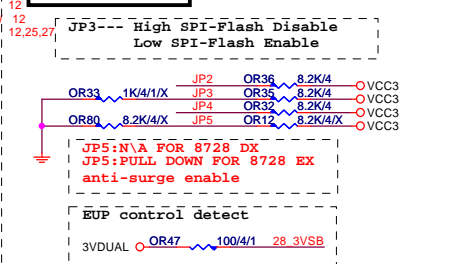 12
12
12,25,27
JP3--- High SPI-Flash Disable
Low SPI-Flash Enable
JP2 OR36 8.2K/4 VCC3
OR33 1K/4/1/X JP3 OR35 8.2K/4 VCC3
JP4 OR32 8.2K/4 VCC3
OR80 8.2K/4/X JP5 OR12 8.2K/4/X VCC3
JP5:N\A FOR 8728 DX
JP5:PULL DOWN FOR 8728 EX
anti-surge enable
EUP control detect
3VDUAL OR47 100/4/1 28 3VSB